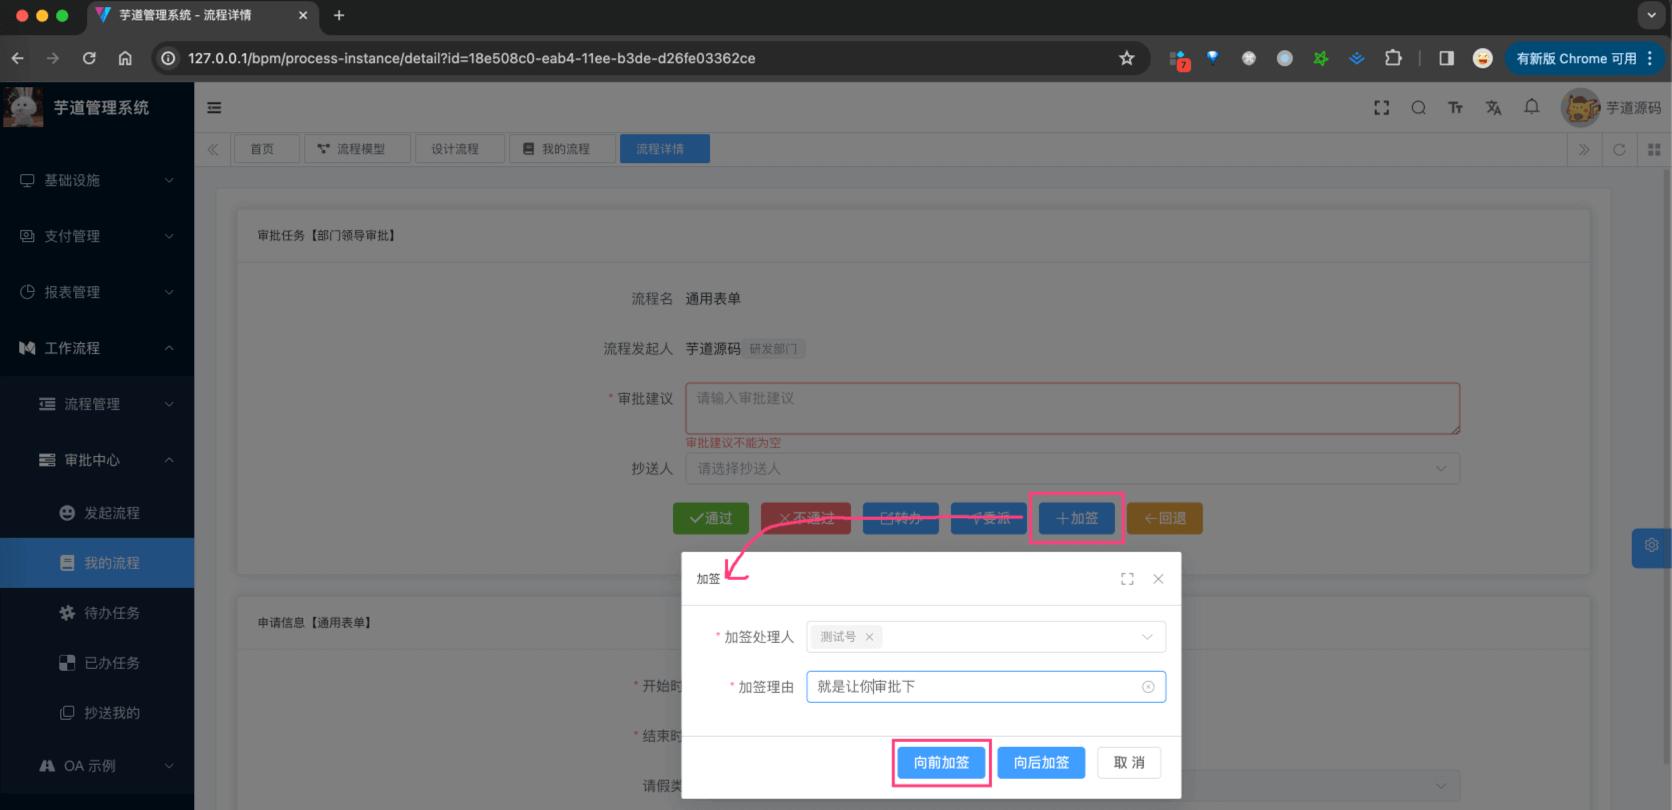 芋道管理系统 - 流程详情
127.0.0.1/bpm/process-instance/detail?id=18e508c0-eab4-11ee-b3de-d26fe03362ce
7
有新版 Chrome 可用
芋道管理系统
芋道源码
首页
流程模型
设计流程
我的流程
流程详情
基础设施
支付管理
报表管理
工作流程
流程管理
审批中心
发起流程
我的流程
待办任务
已办任务
抄送我的
OA 示例
审批任务【部门领导审批】
流程名 通用表单
流程发起人 芋道源码 研发部门
* 审批建议 请输入审批建议
审批建议不能为空
抄送人 请选择抄送人
通过
不通过
转办
委派
加签
回退
申请信息【通用表单】
* 开始时
* 结束时
请假类
加签
* 加签处理人 测试号
* 加签理由 就是让你审批下
向前加签
向后加签
取 消